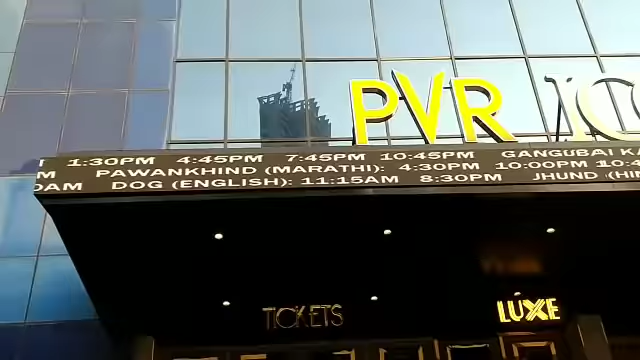 PVR
1:30PM 4:45PM 7:45PM 10:45PM GANGUBAI
PAWANKHIND (MARATHI): 4:30PM 10:00PM
DOG (ENGLISH): 11:15AM 8:30PM JHUND
TICKETS
LUXE